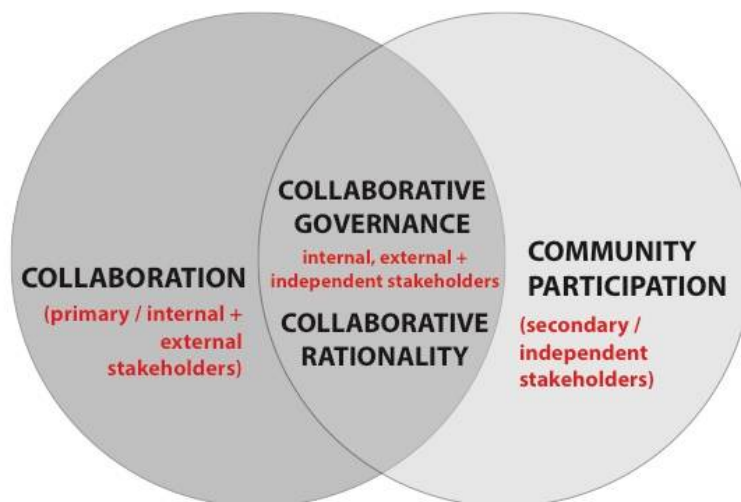 COLLABORATION
(primary / internal +
external
stakeholders)
COLLABORATIVE
GOVERNANCE
internal, external +
independent stakeholders
COLLABORATIVE
RATIONALITY
COMMUNITY
PARTICIPATION
(secondary /
independent
stakeholders)